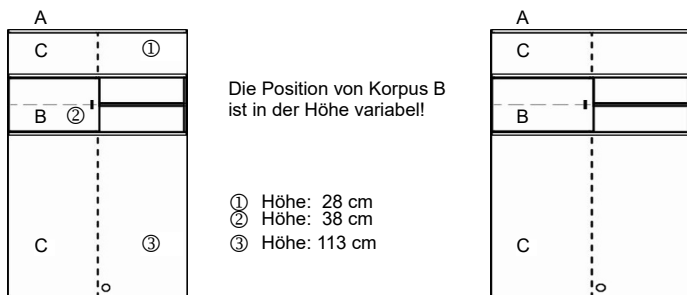 A
C ①
B ②
C ③
Die Position von Korpus B
ist in der Höhe variabel!
① Höhe: 28 cm
② Höhe: 38 cm
③ Höhe: 113 cm
A
C
B
C